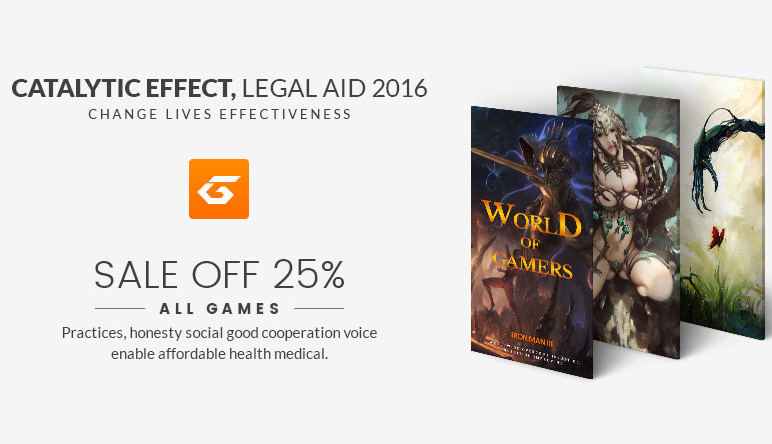 CATALYTIC EFFECT, LEGAL AID 2016
CHANGE LIVES EFFECTIVENESS
SALE OFF 25%
ALL GAMES
Practices, honesty social good cooperation voice
enable affordable health medical.
WORLD
OF
GAMERS
IRON MAN III